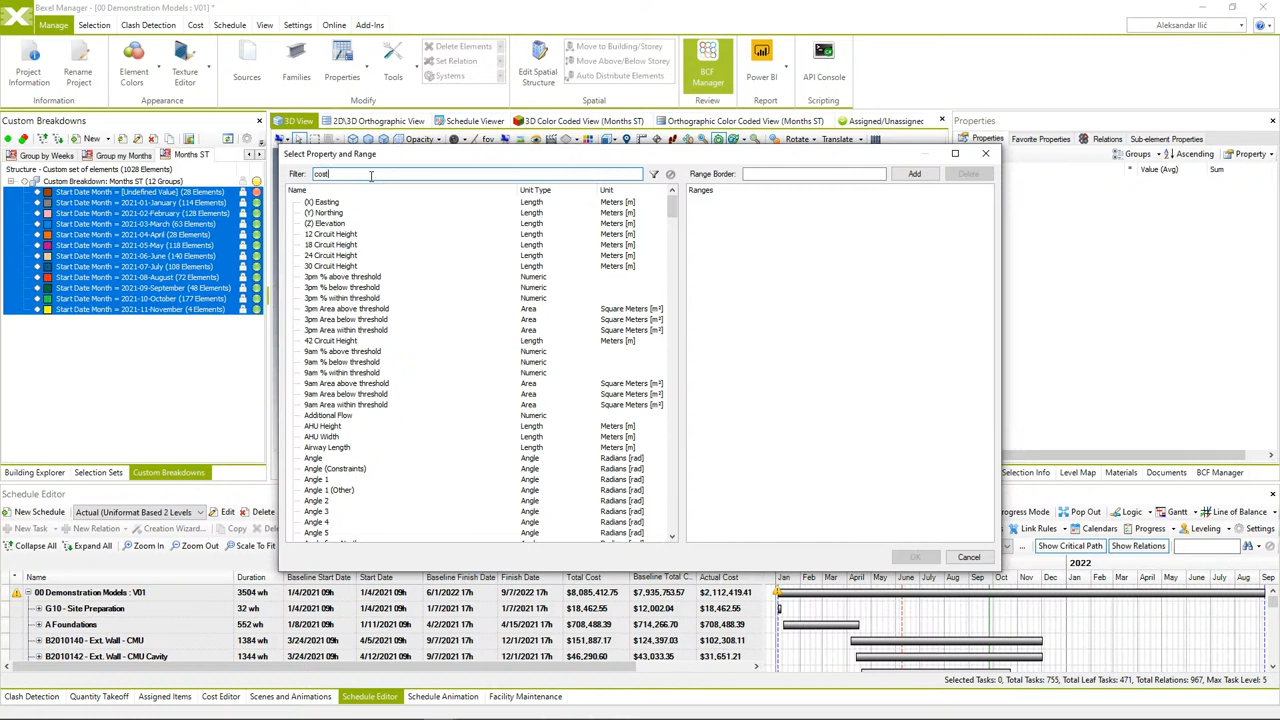 Bexel Manager - [00 Demonstration Models : V01]
Manage Selection Clash Detection Cost Schedule View Settings Online Add-Ins Aleksandar Ilić
Project Information Rename Project Element Colors Texture Editor Sources Families Properties Tools Delete Elements Set Relation Systems Edit Spatial Structure Move to Building/Storey Move Above/Below Storey Auto Distribute Elements BCF Manager Power BI API Console
Information Appearance Modify Spatial Review Report Scripting
Custom Breakdowns 3D View 2D\3D Orthographic View Schedule Viewer 3D Color Coded View (Months ST) Orthographic Color Coded View (Months ST) Assigned/Unassigned Properties
New Opacity fov Rotate Translate Properties Favorite Properties Relations Sub-element Properties
Group by Weeks Group my Months Months ST Groups Ascending Property
Structure - Custom set of elements (1028 Elements) * Value (Avg) Sum
Custom Breakdown: Months ST (12 Groups)
Start Date Month = [Undefined Value] (28 Elements)
Start Date Month = 2021-01-January (114 Elements)
Start Date Month = 2021-02-February (128 Elements)
Start Date Month = 2021-03-March (63 Elements)
Start Date Month = 2021-04-April (28 Elements)
Start Date Month = 2021-05-May (118 Elements)
Start Date Month = 2021-06-June (140 Elements)
Start Date Month = 2021-07-July (108 Elements)
Start Date Month = 2021-08-August (72 Elements)
Start Date Month = 2021-09-September (48 Elements)
Start Date Month = 2021-10-October (177 Elements)
Start Date Month = 2021-11-November (4 Elements)
Select Property and Range
Filter: cost Range Border: Add Delete
Name Unit Type Unit Ranges
(X) Easting Length Meters [m]
(Y) Northing Length Meters [m]
(Z) Elevation Length Meters [m]
12 Circuit Height Length Meters [m]
18 Circuit Height Length Meters [m]
24 Circuit Height Length Meters [m]
30 Circuit Height Length Meters [m]
3pm % above threshold Numeric
3pm % below threshold Numeric
3pm % within threshold Numeric
3pm Area above threshold Area Square Meters [m²]
3pm Area below threshold Area Square Meters [m²]
3pm Area within threshold Area Square Meters [m²]
42 Circuit Height Length Meters [m]
9am % above threshold Numeric
9am % below threshold Numeric
9am % within threshold Numeric
9am Area above threshold Area Square Meters [m²]
9am Area below threshold Area Square Meters [m²]
9am Area within threshold Area Square Meters [m²]
Additional Flow Numeric
AHU Height Length Meters [m]
AHU Width Length Meters [m]
Airway Length Length Meters [m]
Angle Angle Radians [rad]
Angle (Constraints) Angle Radians [rad]
Angle 1 Angle Radians [rad]
Angle 1 (Other) Angle Radians [rad]
Angle 2 Angle Radians [rad]
Angle 3 Angle Radians [rad]
Angle 4 Angle Radians [rad]
Angle 5 Angle Radians [rad]
OK Cancel
Building Explorer Selection Sets Custom Breakdowns Selection Info Level Map Materials Documents BCF Manager
Schedule Editor
New Schedule Actual (Uniformat Based 2 Levels Edit Delete Progress Mode Pop Out Logic Gantt Line of Balance
New Task New Relation Creation Wizard... Copy Link Rules Calendars Progress Leveling Settings
Collapse All Expand All Zoom In Zoom Out Scale To Fit ... Show Critical Path Show Relations
2022
Name Duration Baseline Start Date Start Date Baseline Finish Date Finish Date Total Cost Baseline Total C... Actual Cost Jan April May June July Aug Sep Oct Nov Dec Jan Feb March April May June July Aug Sep
00 Demonstration Models : V01 3504 wh 1/4/2021 09h 1/4/2021 09h 6/1/2022 17h 9/7/2022 17h $8,085,412.75 $7,935,753.57 $2,112,419.41
G10 - Site Preparation 32 wh 1/4/2021 09h 1/4/2021 09h 1/7/2021 17h 1/7/2021 17h $18,462.55 $12,002.04 $18,462.55
A Foundations 552 wh 1/8/2021 09h 1/11/2021 09h 4/2/2021 17h 4/15/2021 17h $708,488.39 $714,266.70 $708,488.39
B2010140 - Ext. Wall - CMU 1384 wh 3/24/2021 09h 4/5/2021 09h 9/7/2021 17h 12/1/2021 17h $151,887.17 $124,397.03 $102,308.11
B2010142 - Ext. Wall - CMU Cavity 1344 wh 3/24/2021 09h 4/12/2021 09h 9/7/2021 17h 12/1/2021 17h $46,290.60 $43,033.35 $31,651.21
Selected Tasks: 0, Total Tasks: 755, Total Leaf Tasks: 471, Total Relations: 967, Max Task Level: 5
Clash Detection Quantity Takeoff Assigned Items Cost Editor Scenes and Animations Schedule Editor Schedule Animation Facility Maintenance